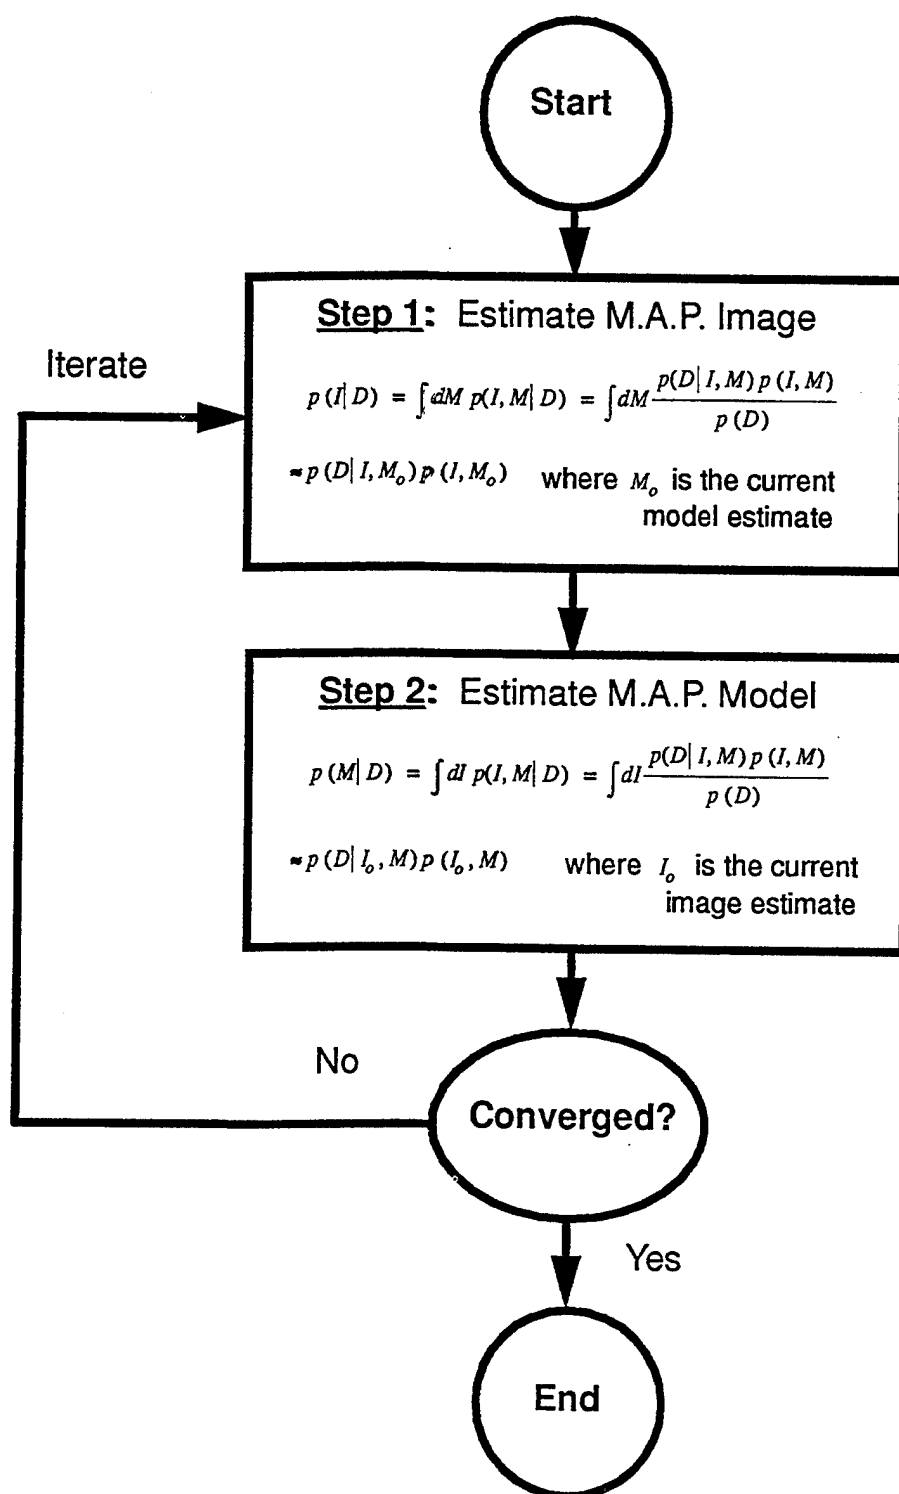 Start
Step 1: Estimate M.A.P. Image
Iterate
p(I|D) = ∫dM p(I,M|D) = ∫dM p(D|I,M)p(I,M) / p(D)
≈p(D|I,M_o)p(I,M_o) where M_o is the current
model estimate
Step 2: Estimate M.A.P. Model
p(M|D) = ∫dI p(I,M|D) = ∫dI p(D|I,M)p(I,M) / p(D)
≈p(D|I_o,M)p(I_o,M) where I_o is the current
image estimate
No
Converged?
Yes
End